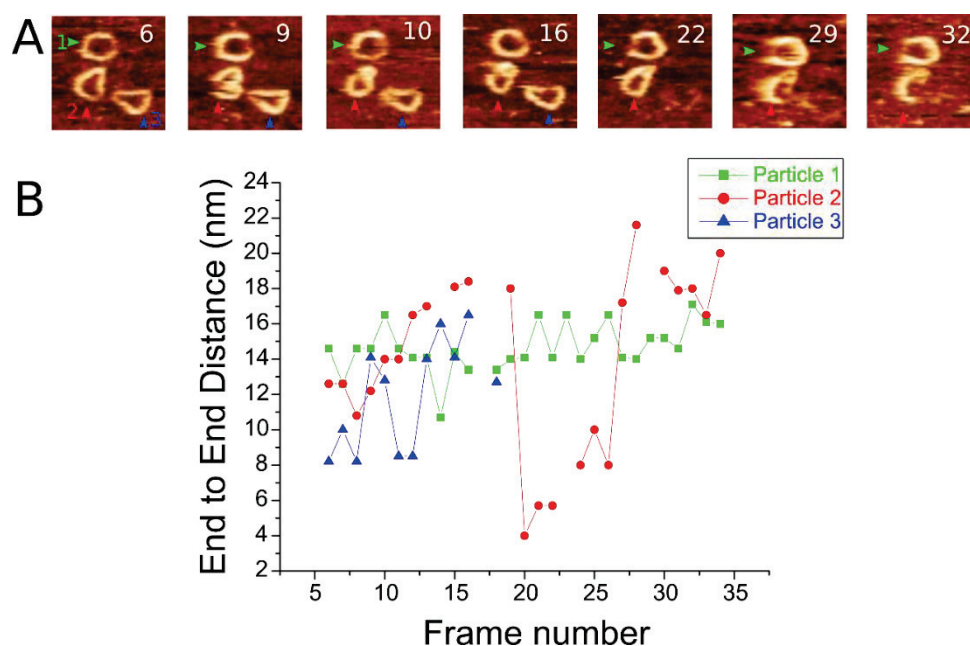 A
6 9 10 16 22 29 32
1
2 3
B
Particle 1
Particle 2
Particle 3
End to End Distance (nm)
24
22
20
18
16
14
12
10
8
6
4
2
5 10 15 20 25 30 35
Frame number